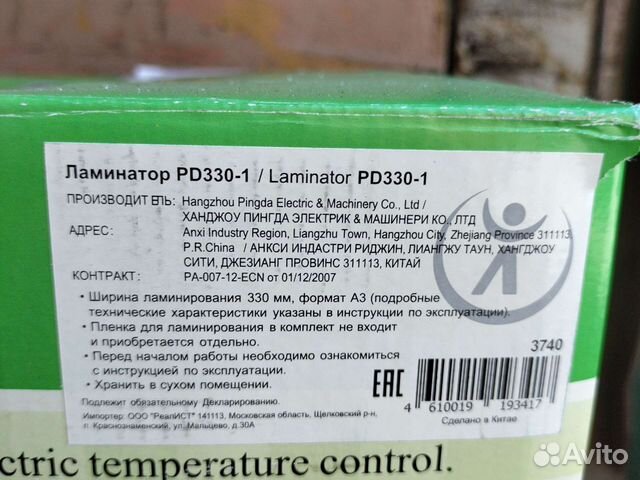 Ламинатор PD330-1 / Laminator PD330-1
ПРОИЗВОДИТЕЛЬ: Hangzhou Pingda Electric & Machinery Co., Ltd /
ХАНДЖОУ ПИНГДА ЭЛЕКТРИК & МАШИНЕРИ КО., ЛТД
АДРЕС: Anxi Industry Region, Liangzhu Town, Hangzhou City, Zhejiang Province 311113,
P.R.China / АНКСИ ИНДАСТРИ РИДЖИН, ЛИАНГЖУ ТАУН, ХАНГДЖОУ
СИТИ, ДЖЕЗИАНГ ПРОВИНС 311113, КИТАЙ
КОНТРАКТ: PA-007-12-ECN от 01/12/2007
• Ширина ламинирования 330 мм, формат А3 (подробные
технические характеристики указаны в инструкции по эксплуатации).
• Пленка для ламинирования в комплект не входит
и приобретается отдельно.
• Перед началом работы необходимо ознакомиться
с инструкцией по эксплуатации.
• Хранить в сухом помещении.
Подлежит обязательному Декларированию.
Импортер: ООО "РеалИСТ" 141113, Московская область, Щелковский р-н,
п. Краснознаменский, ул. Мальцево, д.30А
3740
EAC
4 610019 193417
Сделано в Китае
ctric temperature control.
Avito